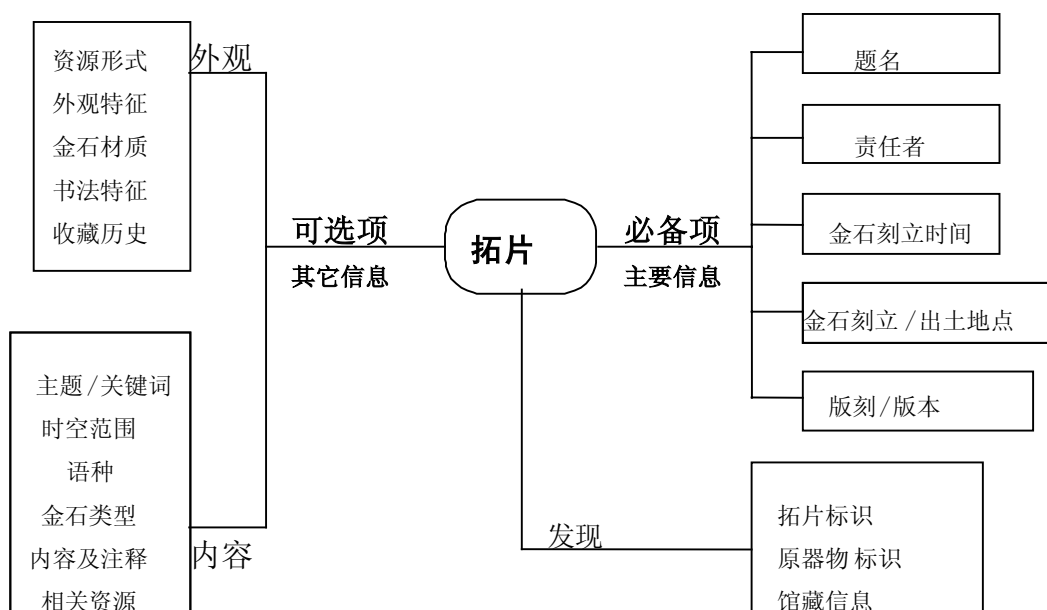 资源形式
外观特征
金石材质
书法特征
收藏历史
外观
可选项
其它信息
主题/关键词
时空范围
语种
金石类型
内容及注释
相关资源
内容
拓片
必备项
主要信息
题名
责任者
金石刻立时间
金石刻立/出土地点
版刻/版本
发现
拓片标识
原器物 标识
馆藏信息